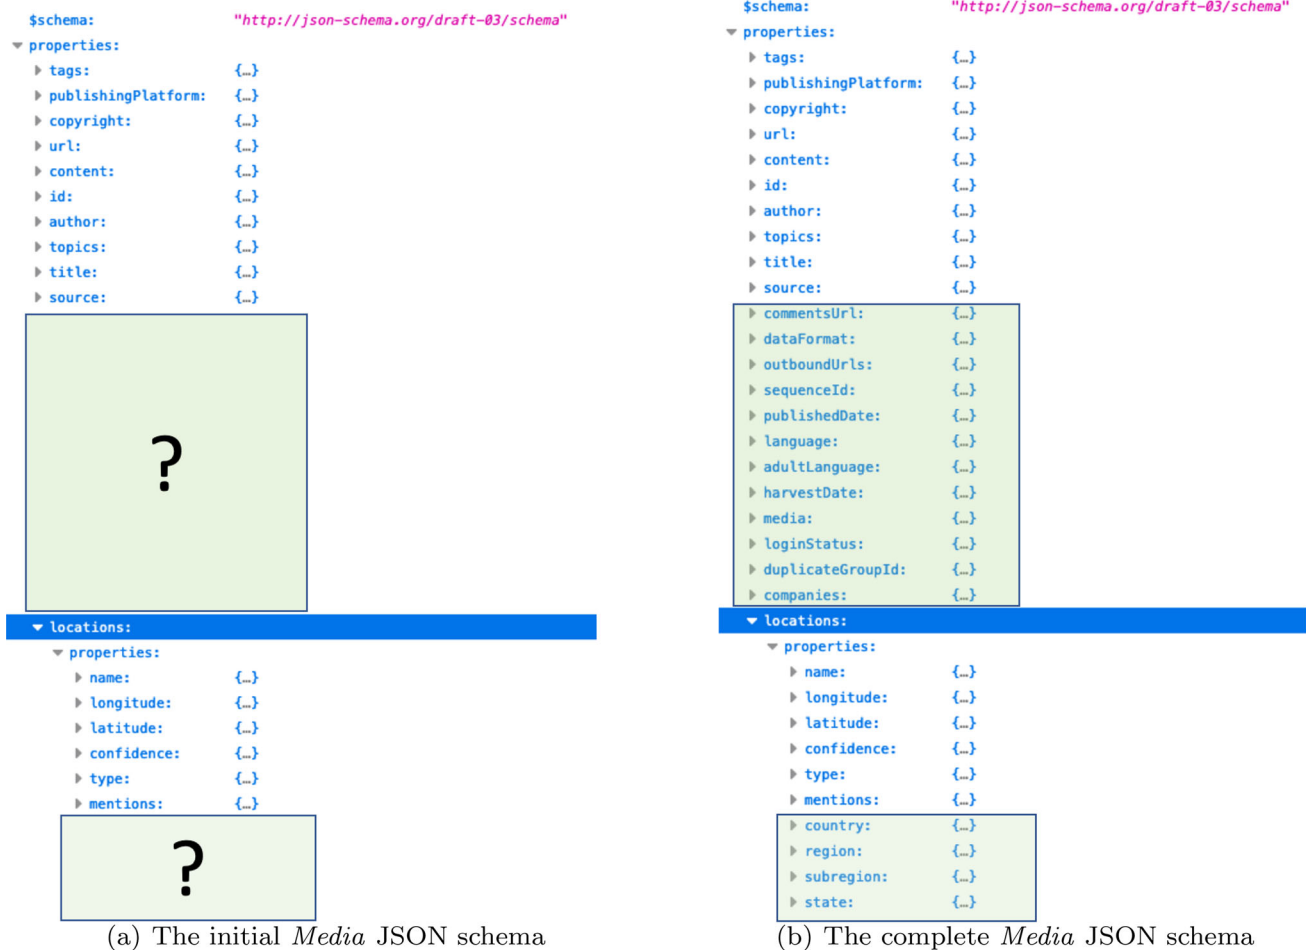 $schema: "http://json-schema.org/draft-03/schema"
properties:
tags: {…}
publishingPlatform: {…}
copyright: {…}
url: {…}
content: {…}
id: {…}
author: {…}
topics: {…}
title: {…}
source: {…}
?
locations:
properties:
name: {…}
longitude: {…}
latitude: {…}
confidence: {…}
type: {…}
mentions: {…}
?
(a) The initial Media JSON schema
$schema: "http://json-schema.org/draft-03/schema"
properties:
tags: {…}
publishingPlatform: {…}
copyright: {…}
url: {…}
content: {…}
id: {…}
author: {…}
topics: {…}
title: {…}
source: {…}
commentsUrl: {…}
dataFormat: {…}
outboundUrls: {…}
sequenceId: {…}
publishedDate: {…}
language: {…}
adultLanguage: {…}
harvestDate: {…}
media: {…}
loginStatus: {…}
duplicateGroupId: {…}
companies: {…}
locations:
properties:
name: {…}
longitude: {…}
latitude: {…}
confidence: {…}
type: {…}
mentions: {…}
country: {…}
region: {…}
subregion: {…}
state: {…}
(b) The complete Media JSON schema